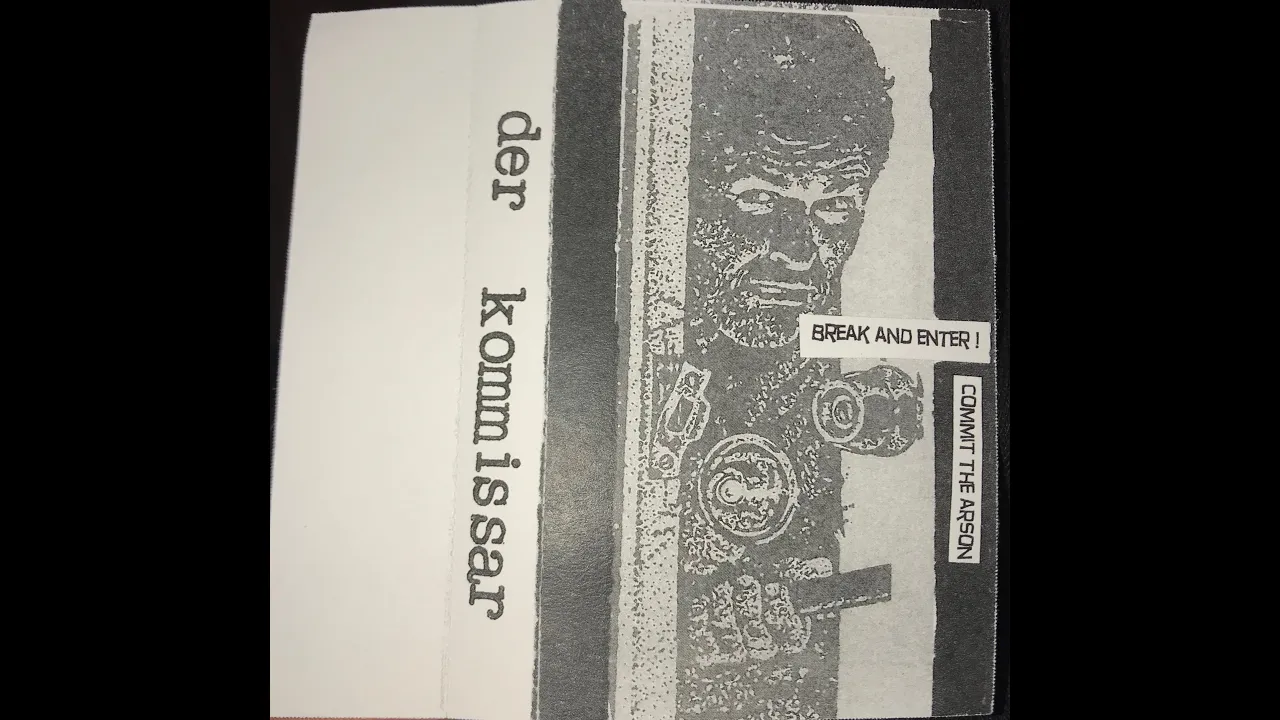 der kommissar
BREAK AND ENTER !
COMMIT THE ARSON